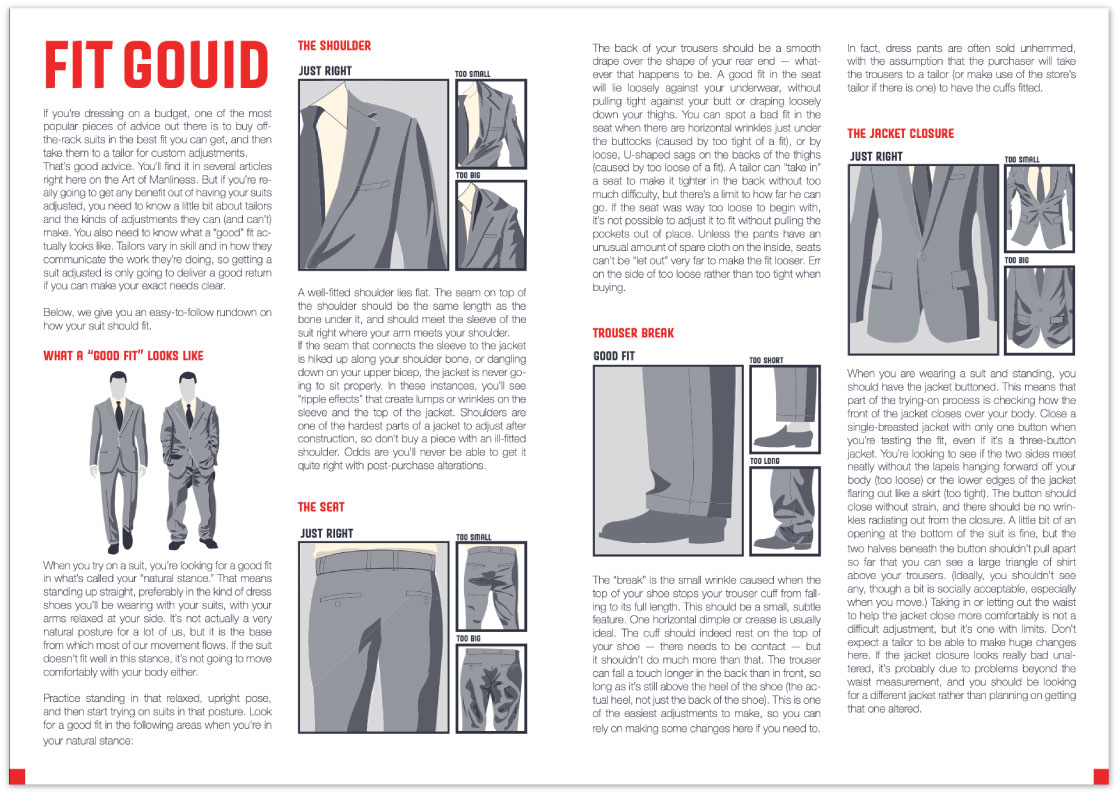 FIT GOUID
If you're dressing on a budget, one of the most
popular pieces of advice out there is to buy off-
the-rack suits in the best fit you can get, and then
take them to a tailor for custom adjustments.
That's good advice. You'll find it in several articles
right here on the Art of Manliness. But if you're re-
ally going to get any benefit out of having your suits
adjusted, you need to know a little bit about tailors
and the kinds of adjustments they can (and can't)
make. You also need to know what a "good" fit ac-
tually looks like. Tailors vary in skill and in how they
communicate the work they're doing, so getting a
suit adjusted is only going to deliver a good return
if you can make your exact needs clear.
Below, we give you an easy-to-follow rundown on
how your suit should fit.
WHAT A "GOOD FIT" LOOKS LIKE
When you try on a suit, you're looking for a good fit
in what's called your "natural stance." That means
standing up straight, preferably in the kind of dress
shoes you'll be wearing with your suits, with your
arms relaxed at your side. It's not actually a very
natural posture for a lot of us, but it is the base
from which most of our movement flows. If the suit
doesn't fit well in this stance, it's not going to move
comfortably with your body either.
Practice standing in that relaxed, upright pose,
and then start trying on suits in that posture. Look
for a good fit in the following areas when you're in
your natural stance:
THE SHOULDER
JUST RIGHT
TOO SMALL
TOO BIG
A well-fitted shoulder lies flat. The seam on top of
the shoulder should be the same length as the
bone under it, and should meet the sleeve of the
suit right where your arm meets your shoulder.
If the seam that connects the sleeve to the jacket
is hiked up along your shoulder bone, or dangling
down on your upper bicep, the jacket is never go-
ing to sit properly. In these instances, you'll see
"ripple effects" that create lumps or wrinkles on the
sleeve and the top of the jacket. Shoulders are
one of the hardest parts of a jacket to adjust after
construction, so don't buy a piece with an ill-fitted
shoulder. Odds are you'll never be able to get it
quite right with post-purchase alterations.
THE SEAT
JUST RIGHT
TOO SMALL
TOO BIG
The back of your trousers should be a smooth
drape over the shape of your rear end — what-
ever that happens to be. A good fit in the seat
will lie loosely against your underwear, without
pulling tight against your butt or draping loosely
down your thighs. You can spot a bad fit in the
seat when there are horizontal wrinkles just under
the buttocks (caused by too tight of a fit), or by
loose, U-shaped sags on the backs of the thighs
(caused by too loose of a fit). A tailor can "take in"
a seat to make it tighter in the back without too
much difficulty, but there's a limit to how far he can
go. If the seat was way too loose to begin with,
it's not possible to adjust it to fit without pulling the
pockets out of place. Unless the pants have an
unusual amount of spare cloth on the inside, seats
can't be "let out" very far to make the fit looser. Err
on the side of too loose rather than too tight when
buying.
TROUSER BREAK
GOOD FIT
TOO SHORT
TOO LONG
The "break" is the small wrinkle caused when the
top of your shoe stops your trouser cuff from fall-
ing to its full length. This should be a small, subtle
feature. One horizontal dimple or crease is usually
ideal. The cuff should indeed rest on the top of
your shoe — there needs to be contact — but
it shouldn't do much more than that. The trouser
can fall a touch longer in the back than in front, so
long as it's still above the heel of the shoe (the ac-
tual heel, not just the back of the shoe). This is one
of the easiest adjustments to make, so you can
rely on making some changes here if you need to.
In fact, dress pants are often sold unhemmed,
with the assumption that the purchaser will take
the trousers to a tailor (or make use of the store's
tailor if there is one) to have the cuffs fitted.
THE JACKET CLOSURE
JUST RIGHT
TOO SMALL
TOO BIG
When you are wearing a suit and standing, you
should have the jacket buttoned. This means that
part of the trying-on process is checking how the
front of the jacket closes over your body. Close a
single-breasted jacket with only one button when
you're testing the fit, even if it's a three-button
jacket. You're looking to see if the two sides meet
neatly without the lapels hanging forward off your
body (too loose) or the lower edges of the jacket
flaring out like a skirt (too tight). The button should
close without strain, and there should be no wrin-
kles radiating out from the closure. A little bit of an
opening at the bottom of the suit is fine, but the
two halves beneath the button shouldn't pull apart
so far that you can see a large triangle of shirt
above your trousers. (Ideally, you shouldn't see
any, though a bit is socially acceptable, especially
when you move.) Taking in or letting out the waist
to help the jacket close more comfortably is not a
difficult adjustment, but it's one with limits. Don't
expect a tailor to be able to make huge changes
here. If the jacket closure looks really bad unal-
tered, it's probably due to problems beyond the
waist measurement, and you should be looking
for a different jacket rather than planning on getting
that one altered.